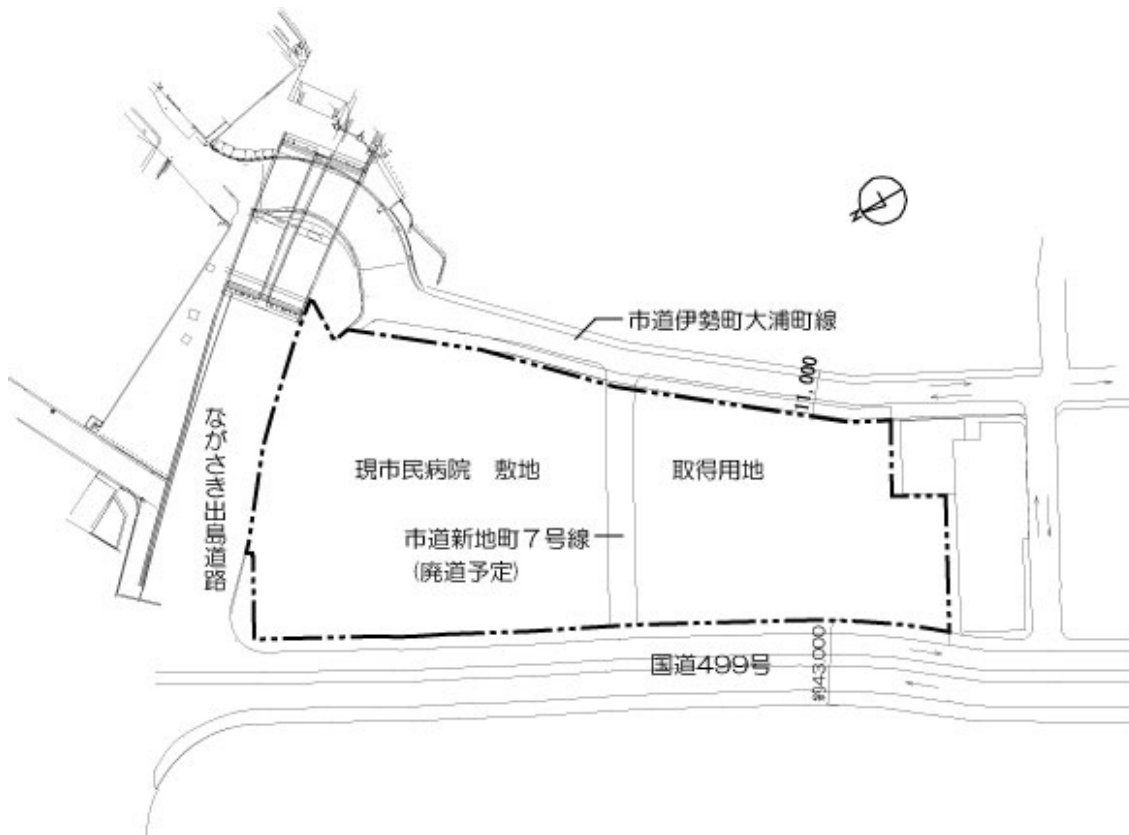 市道伊勢町大浦町線
11,000
ながさき出島道路
現市民病院　敷地
取得用地
市道新地町7号線
(廃道予定)
国道499号
約43,000
N